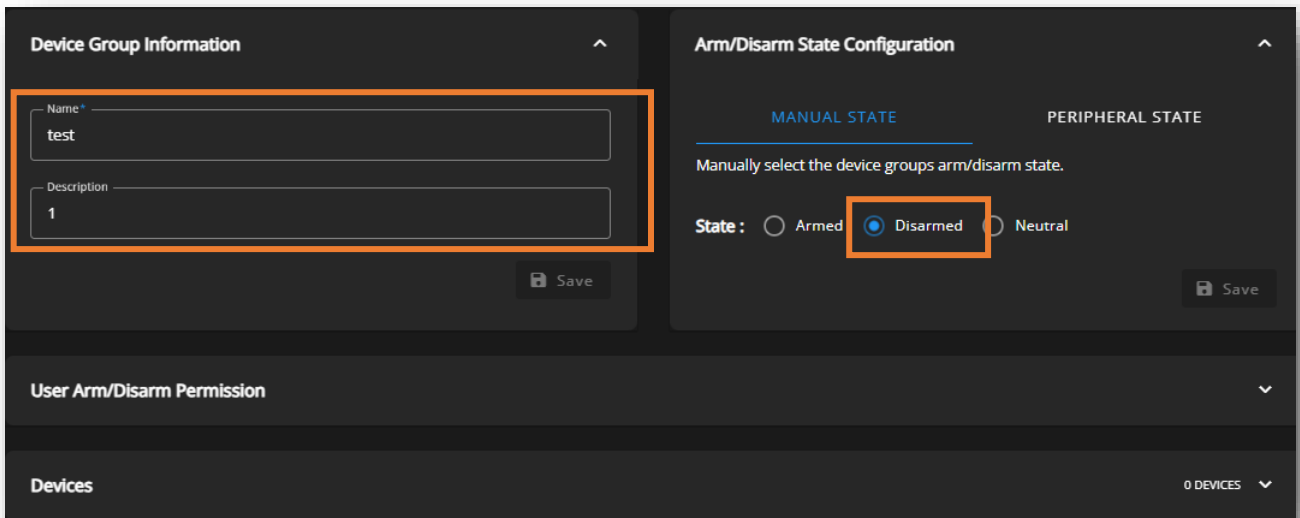 Device Group Information
Name*
test
Description
1
Save
Arm/Disarm State Configuration
MANUAL STATE PERIPHERAL STATE
Manually select the device groups arm/disarm state.
State : Armed Disarmed Neutral
Save
User Arm/Disarm Permission
Devices 0 DEVICES